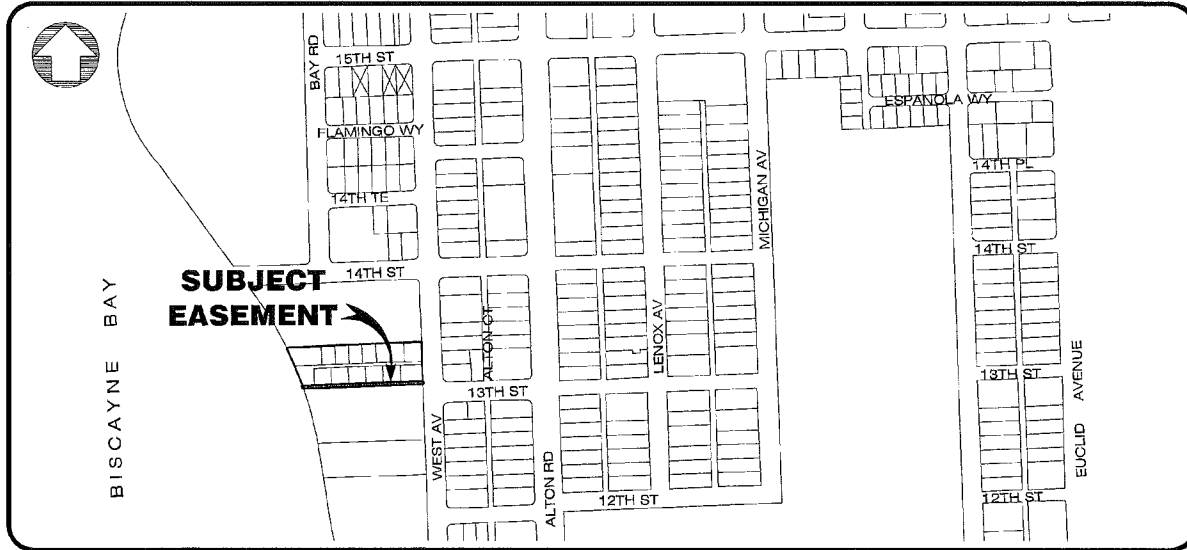 BAY RD
15TH ST
FLAMINGO WY
14TH TE
14TH ST
SUBJECT
EASEMENT
BISCAYNE BAY
ALTON CT
13TH ST
WEST AV
ALTON RD
12TH ST
LENOX AV
MICHIGAN AV
ESPANOLA WY
14TH PL
14TH ST
13TH ST
EUCLID AVENUE
12TH ST